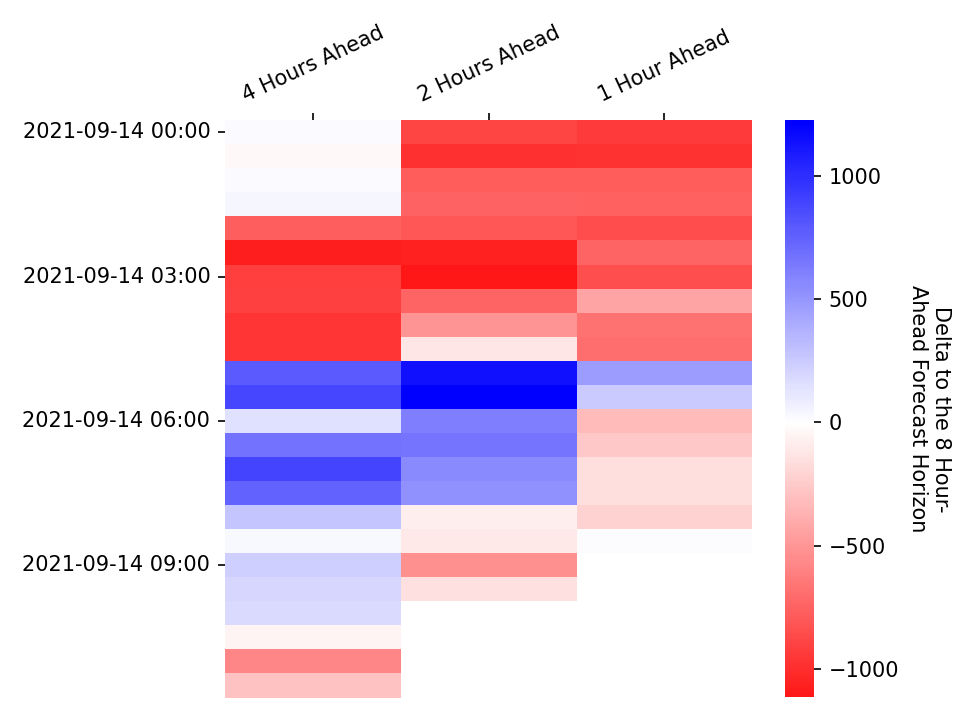 4 Hours Ahead
2 Hours Ahead
1 Hour Ahead
2021-09-14 00:00
2021-09-14 03:00
2021-09-14 06:00
2021-09-14 09:00
1000
500
0
−500
−1000
Delta to the 8 Hour-
Ahead Forecast Horizon